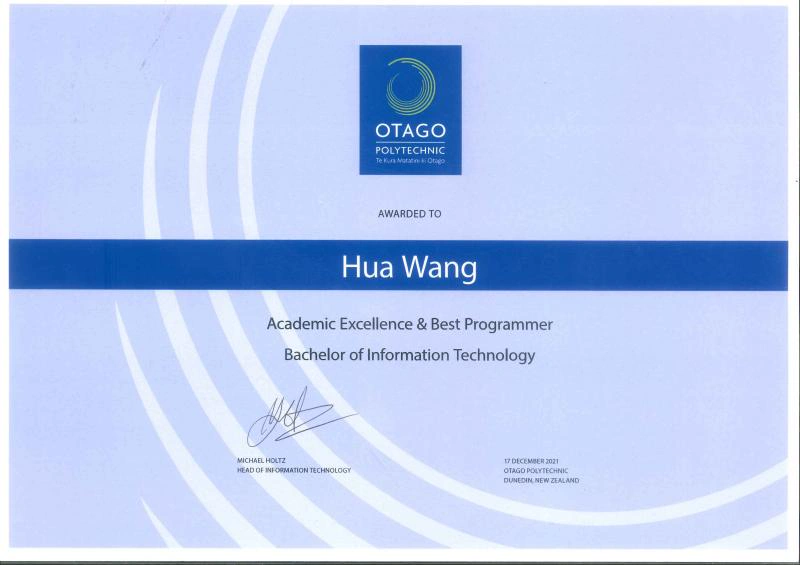 OTAGO
POLYTECHNIC
Te Kura Matatini ki Otago
AWARDED TO
Hua Wang
Academic Excellence & Best Programmer
Bachelor of Information Technology
MICHAEL HOLTZ
HEAD OF INFORMATION TECHNOLOGY
17 DECEMBER 2021
OTAGO POLYTECHNIC
DUNEDIN, NEW ZEALAND